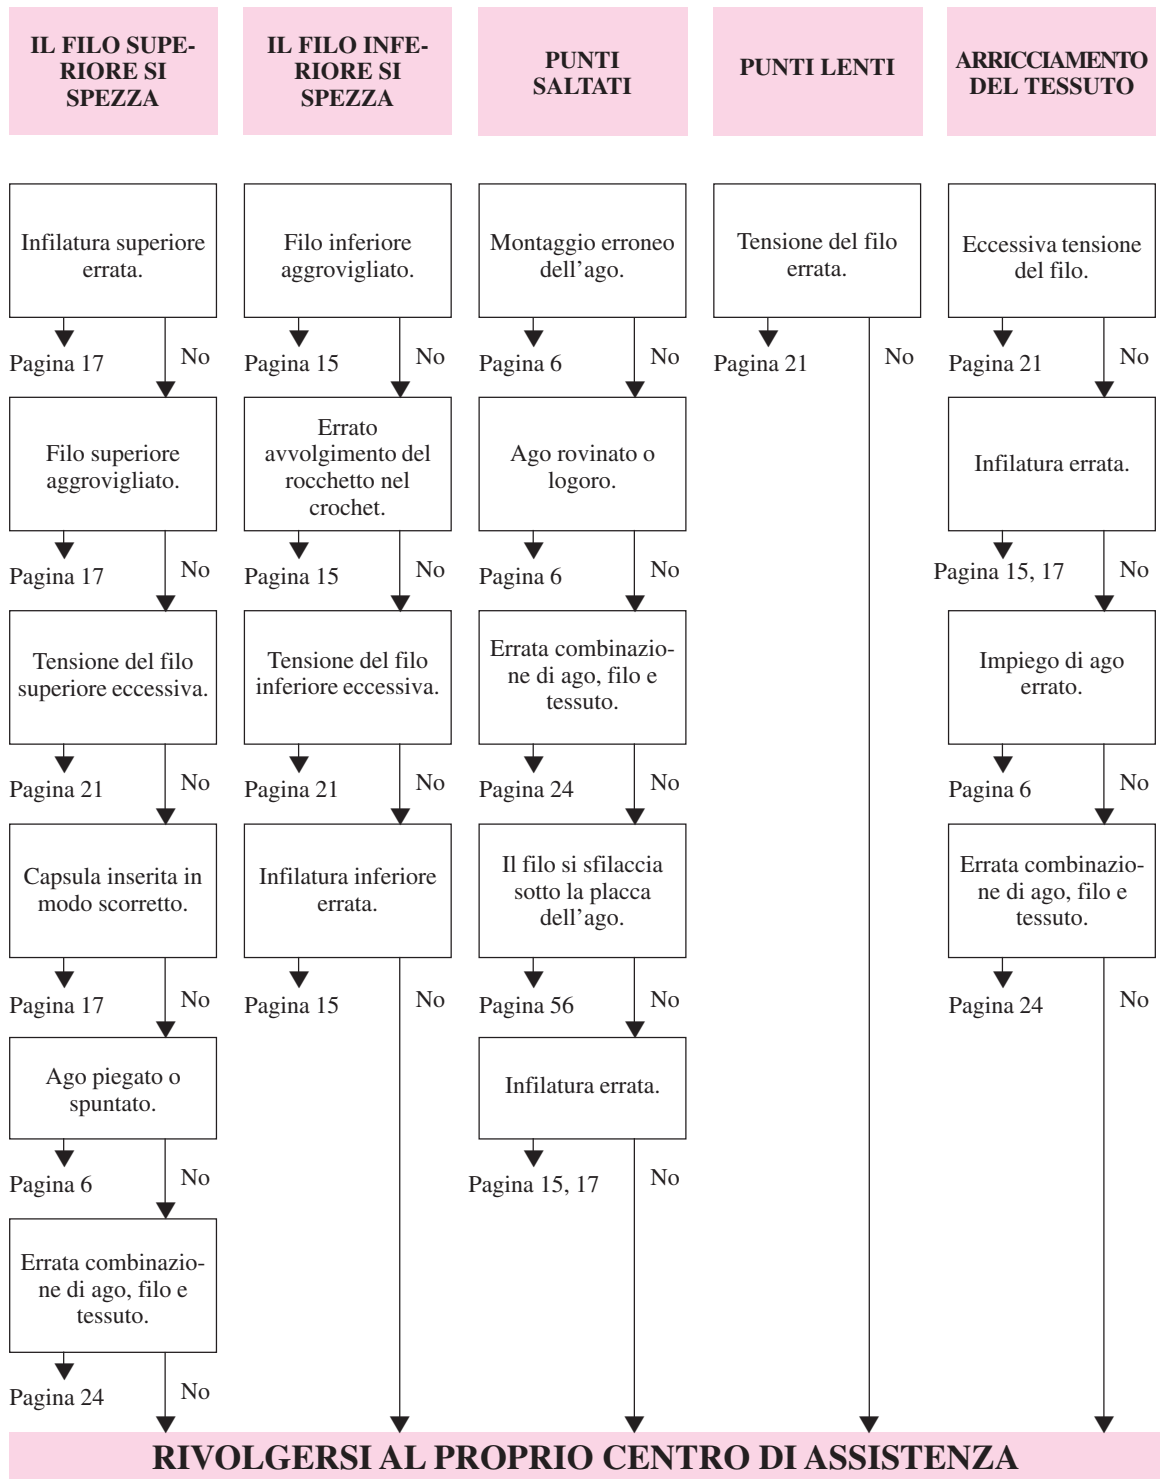 IL FILO SUPE-
RIORE SI
SPEZZA
IL FILO INFE-
RIORE SI
SPEZZA
PUNTI
SALTATI
PUNTI LENTI
ARRICCIAMENTO
DEL TESSUTO
Infilatura superiore
errata.
Pagina 17
No
Filo superiore
aggrovigliato.
Pagina 17
No
Tensione del filo
superiore eccessiva.
Pagina 21
No
Capsula inserita in
modo scorretto.
Pagina 17
No
Ago piegato o
spuntato.
Pagina 6
No
Errata combinazio-
ne di ago, filo e
tessuto.
Pagina 24
No
Filo inferiore
aggrovigliato.
Pagina 15
No
Errato
avvolgimento del
rocchetto nel
crochet.
Pagina 15
No
Tensione del filo
inferiore eccessiva.
Pagina 21
No
Infilatura inferiore
errata.
Pagina 15
No
Montaggio erroneo
dell’ago.
Pagina 6
No
Ago rovinato o
logoro.
Pagina 6
No
Errata combinazio-
ne di ago, filo e
tessuto.
Pagina 24
No
Il filo si sfilaccia
sotto la placca
dell’ago.
Pagina 56
No
Infilatura errata.
Pagina 15, 17
No
Tensione del filo
errata.
Pagina 21
No
Eccessiva tensione
del filo.
Pagina 21
No
Infilatura errata.
Pagina 15, 17
No
Impiego di ago
errato.
Pagina 6
No
Errata combinazio-
ne di ago, filo e
tessuto.
Pagina 24
No
RIVOLGERSI AL PROPRIO CENTRO DI ASSISTENZA